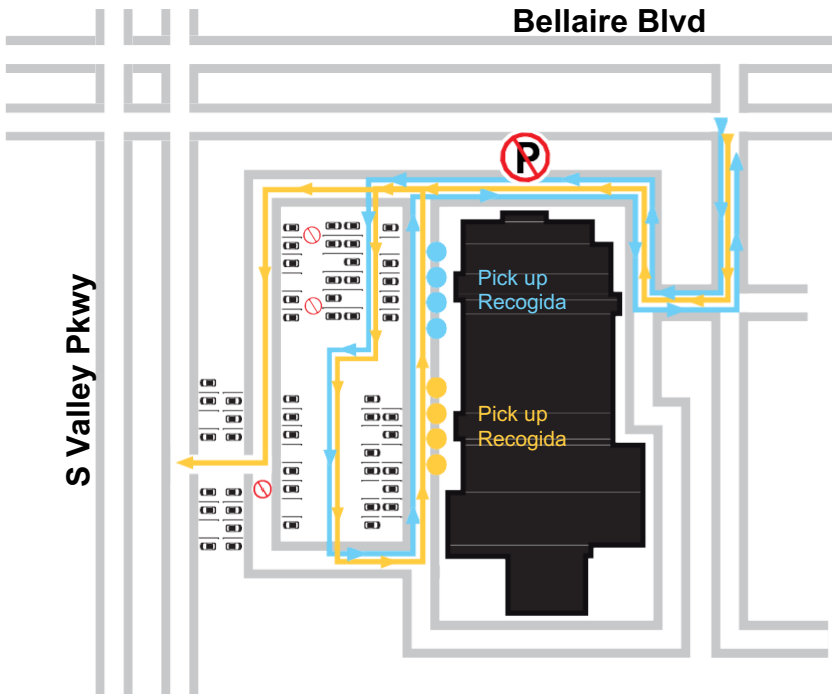 Bellaire Blvd
P
S Valley Pkwy
Pick up
Recogida
Pick up
Recogida